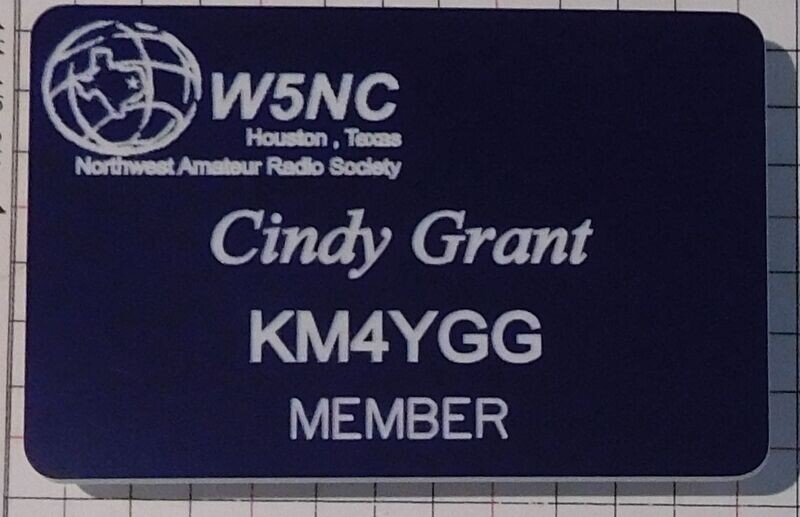 W5NC
Houston , Texas
Northwest Amateur Radio Society
Cindy Grant
KM4YGG
MEMBER